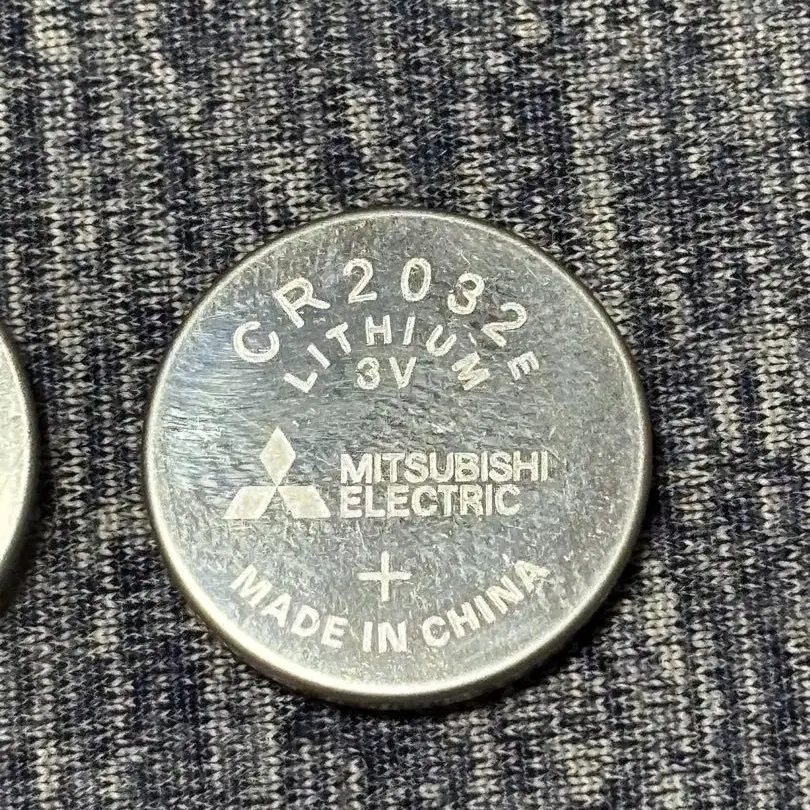 CR2032E
LITHIUM
3V
MITSUBISHI
ELECTRIC
+
MADE IN CHINA